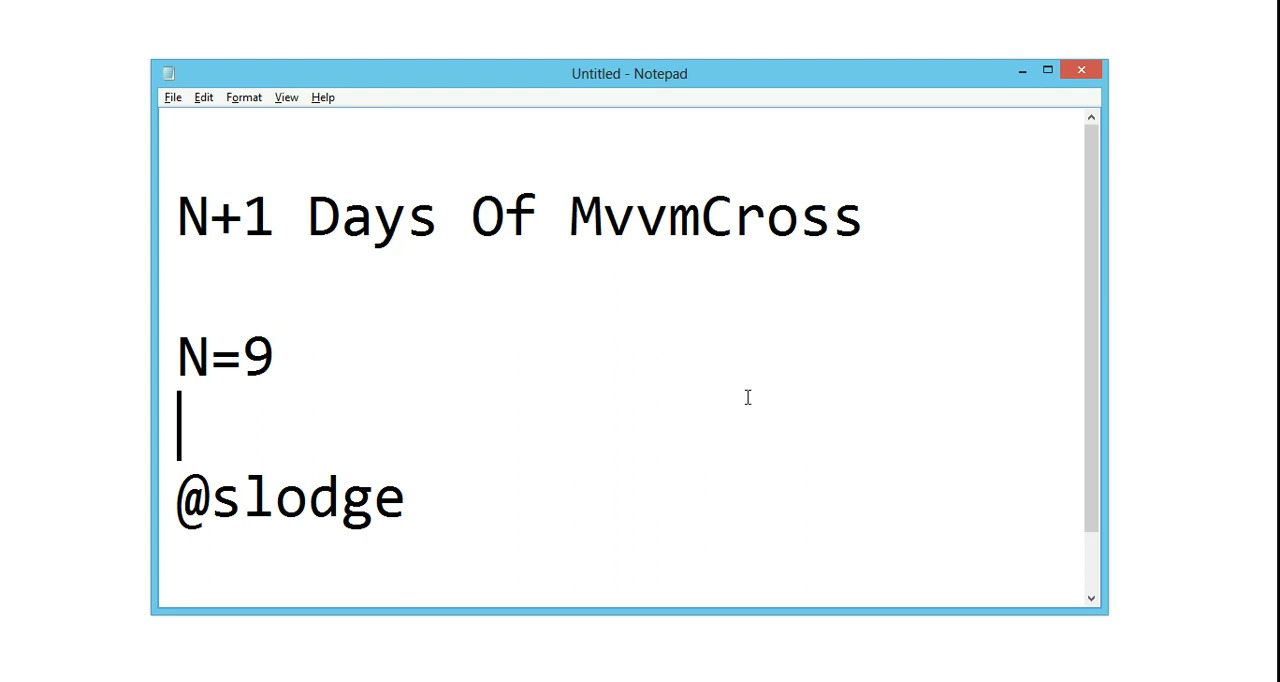 Untitled - Notepad
File Edit Format View Help
N+1 Days Of MvvmCross
N=9
@slodge